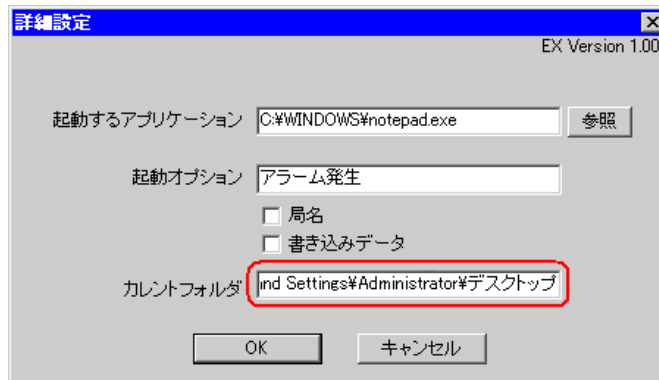 詳細設定
EX Version 1.00
起動するアプリケーション C:¥WINDOWS¥notepad.exe 参照
起動オプション アラーム発生
局名
書き込みデータ
カレントフォルダ nd Settings¥Administrator¥デスクトップ
OK キャンセル